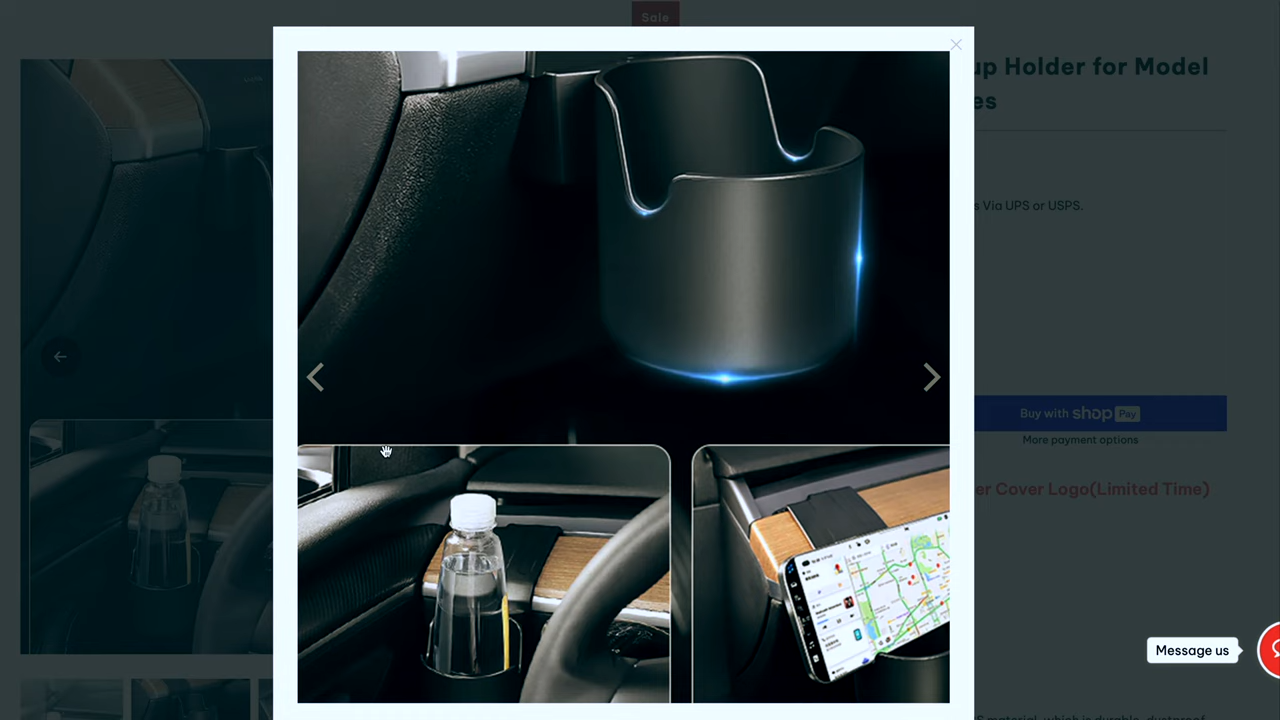 Sale
up Holder for Model
es
s Via UPS or USPS.
Buy with shop Pay
More payment options
er Cover Logo(Limited Time)
Message us